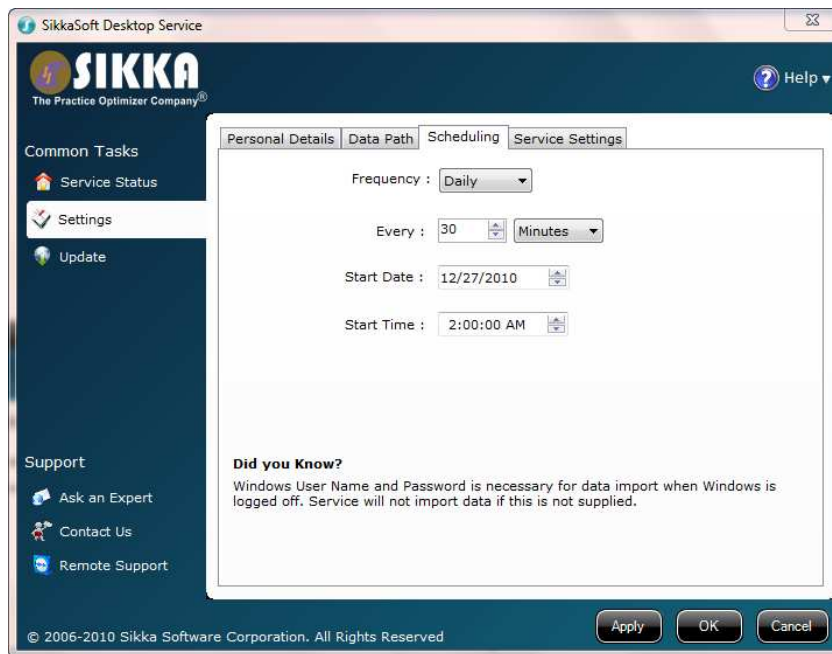 SikkaSoft Desktop Service
SIKKA
The Practice Optimizer Company®
Help
Common Tasks
Service Status
Settings
Update
Support
Ask an Expert
Contact Us
Remote Support
Personal Details
Data Path
Scheduling
Service Settings
Frequency : Daily
Every : 30 Minutes
Start Date : 12/27/2010
Start Time : 2:00:00 AM
Did you Know?
Windows User Name and Password is necessary for data import when Windows is
logged off. Service will not import data if this is not supplied.
© 2006-2010 Sikka Software Corporation. All Rights Reserved
Apply
OK
Cancel